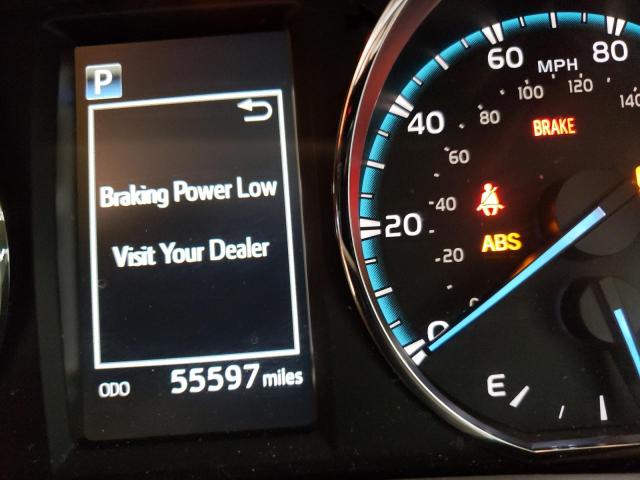 P
Braking Power Low
Visit Your Dealer
ODO 55597 miles
60 80
MPH
100 120 140
80
40
BRAKE
60
40
20
ABS
20
0
0
E